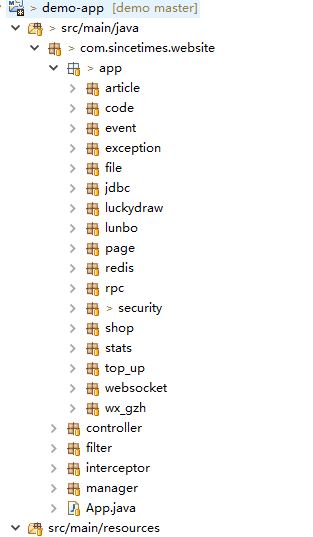 > demo-app [demo master]
src/main/java
> com.sincetimes.website
> app
article
code
event
exception
file
jdbc
luckydraw
lunbo
page
redis
rpc
> security
shop
stats
top_up
websocket
wx_gzh
controller
filter
interceptor
manager
> App.java
src/main/resources